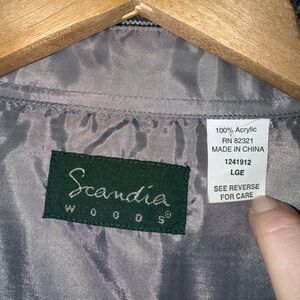 Scandia
WOODS®
100% Acrylic
RN 82321
MADE IN CHINA
1241912
LGE
SEE REVERSE
FOR CARE